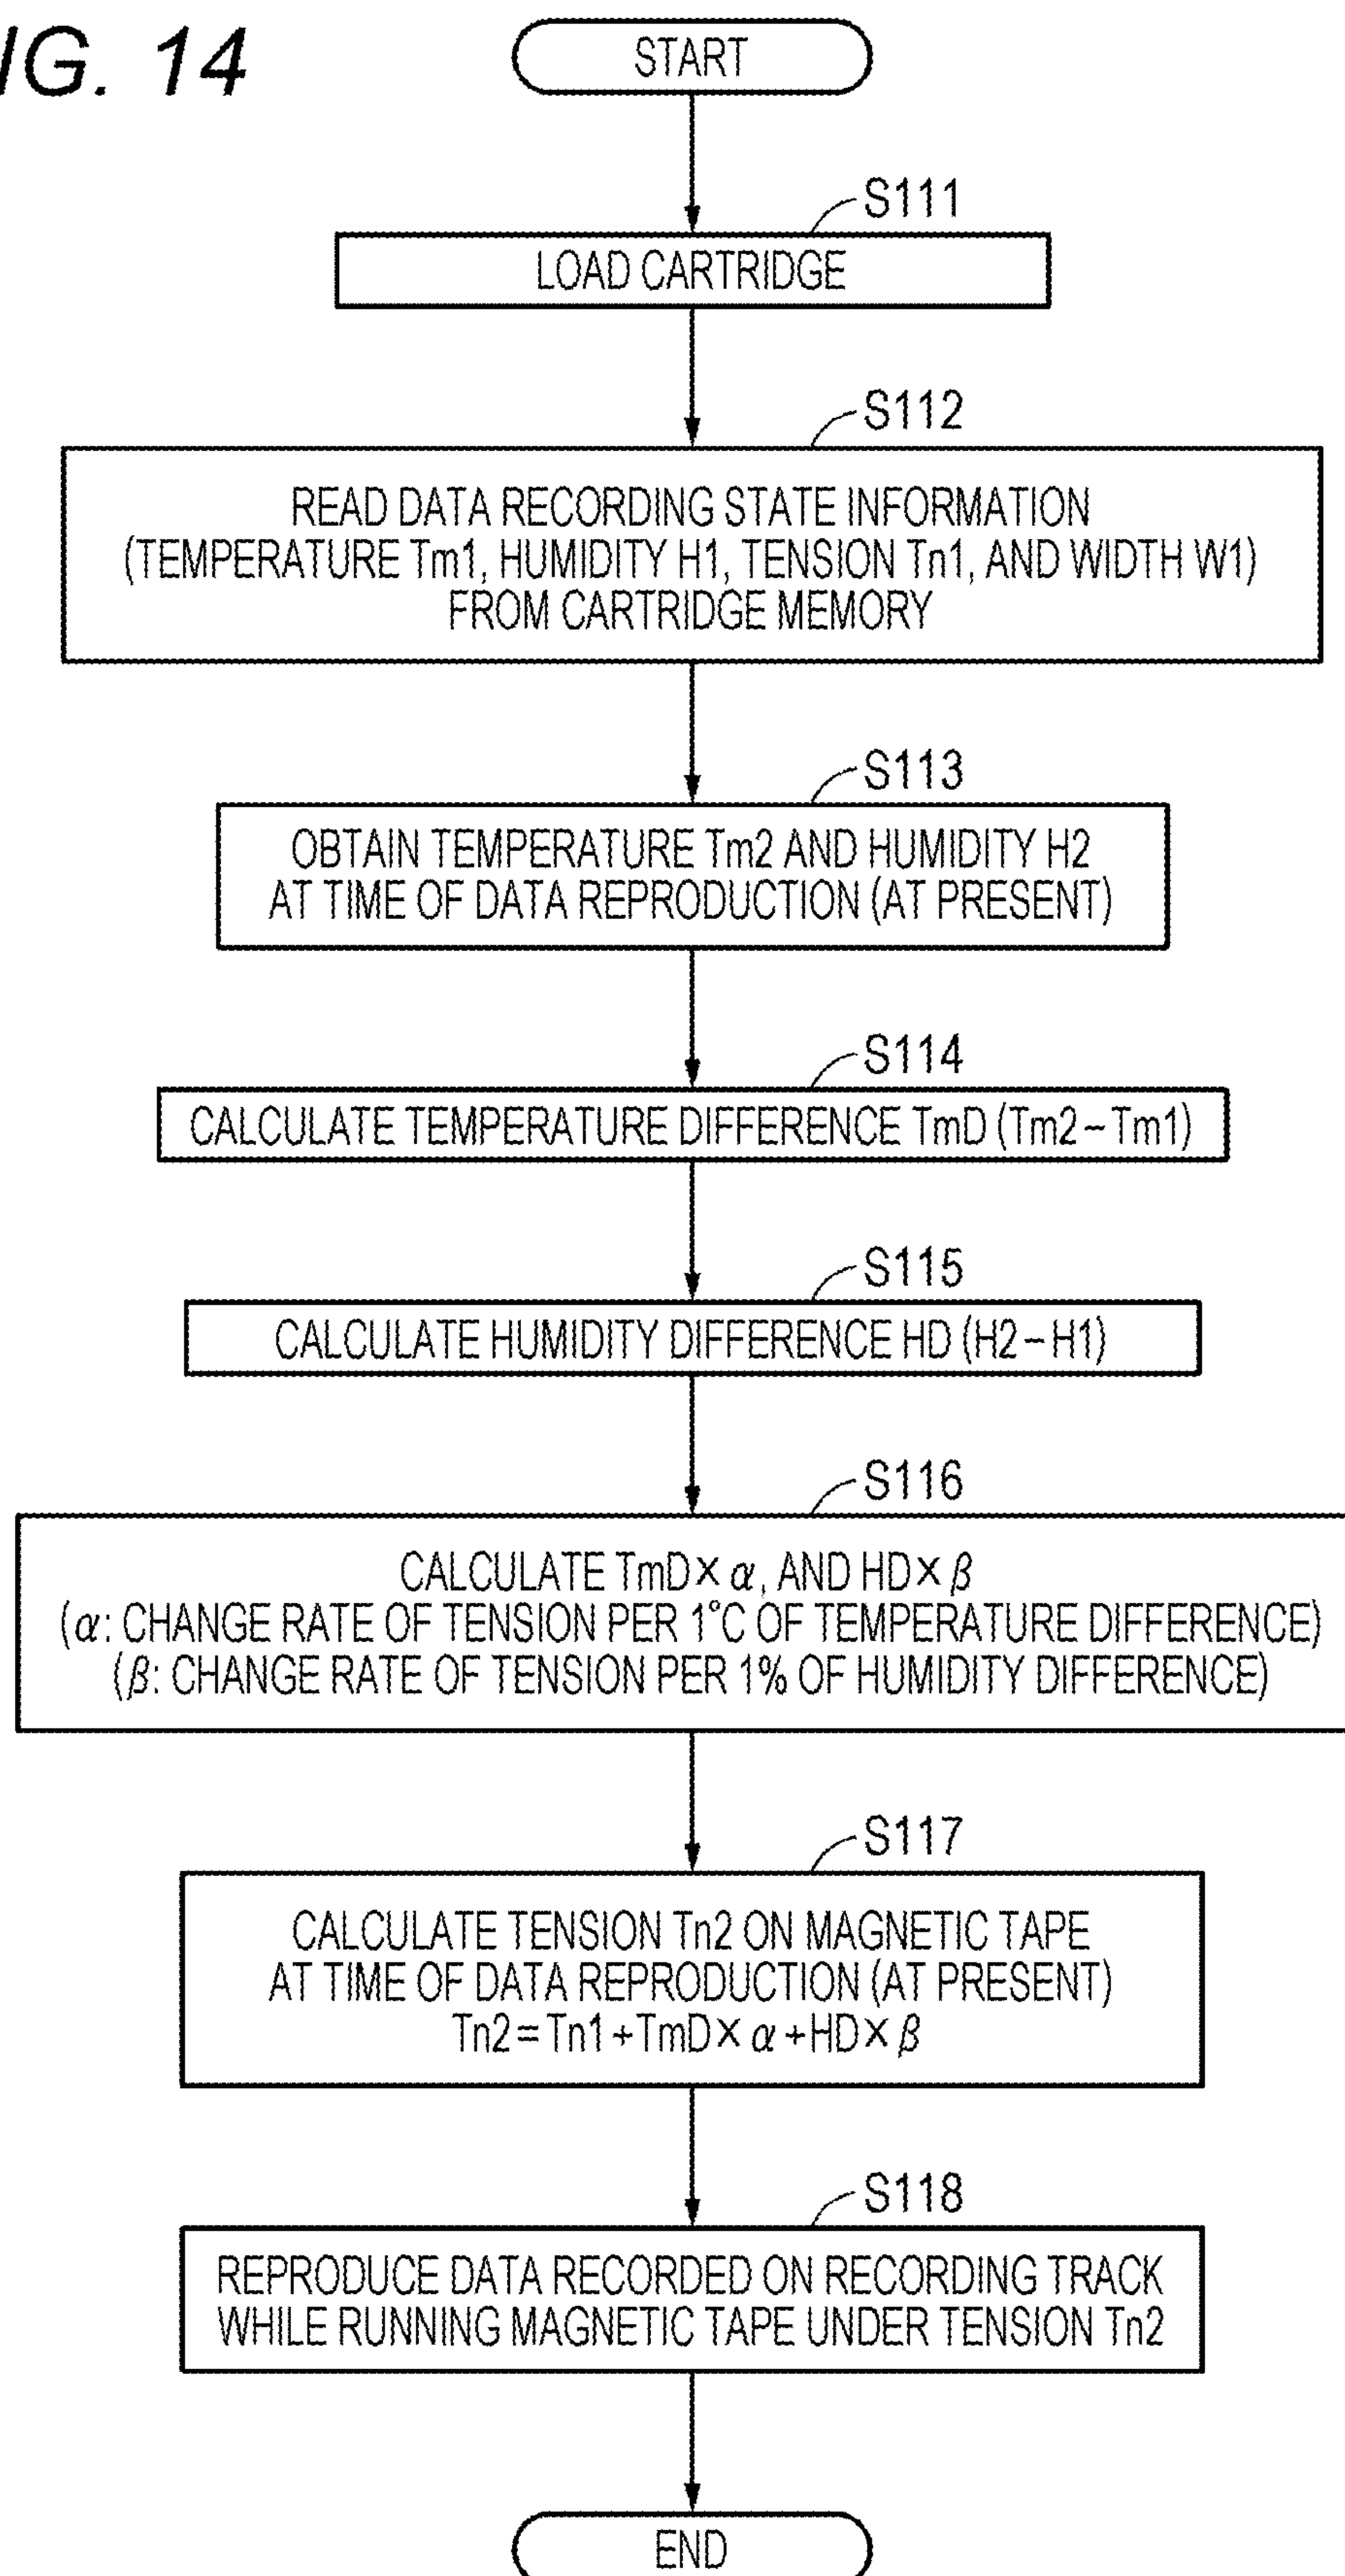 IG. 14
START
S111
LOAD CARTRIDGE
S112
READ DATA RECORDING STATE INFORMATION
(TEMPERATURE Tm1, HUMIDITY H1, TENSION Tn1, AND WIDTH W1)
FROM CARTRIDGE MEMORY
S113
OBTAIN TEMPERATURE Tm2 AND HUMIDITY H2
AT TIME OF DATA REPRODUCTION (AT PRESENT)
S114
CALCULATE TEMPERATURE DIFFERENCE TmD (Tm2−Tm1)
S115
CALCULATE HUMIDITY DIFFERENCE HD (H2−H1)
S116
CALCULATE TmD×α, AND HD×β
(α: CHANGE RATE OF TENSION PER 1°C OF TEMPERATURE DIFFERENCE)
(β: CHANGE RATE OF TENSION PER 1% OF HUMIDITY DIFFERENCE)
S117
CALCULATE TENSION Tn2 ON MAGNETIC TAPE
AT TIME OF DATA REPRODUCTION (AT PRESENT)
Tn2=Tn1+TmD×α+HD×β
S118
REPRODUCE DATA RECORDED ON RECORDING TRACK
WHILE RUNNING MAGNETIC TAPE UNDER TENSION Tn2
END